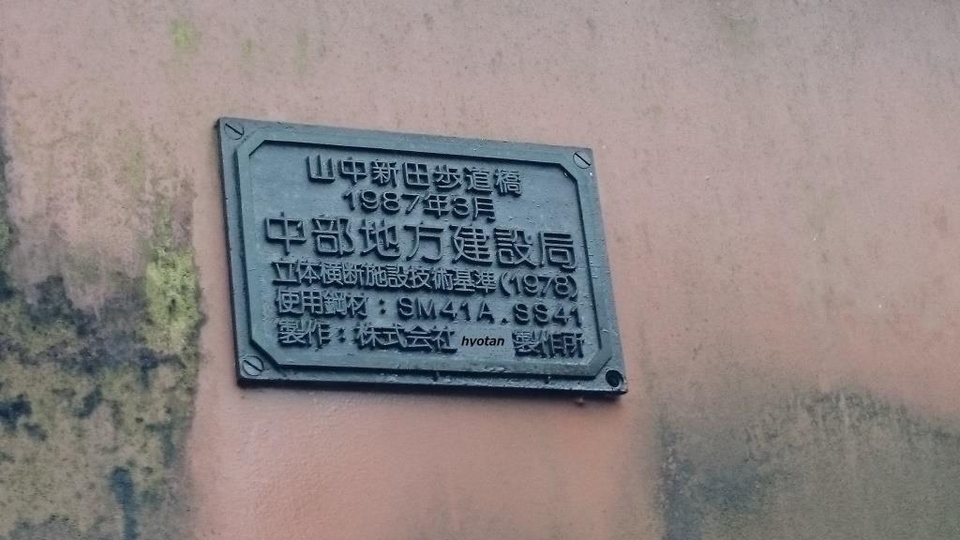 山中新田歩道橋
1987年3月
中部地方建設局
立体横断施設技術基準(1978)
使用鋼材：SM41A.SS41
製作：株式会社 hyotan 製作所